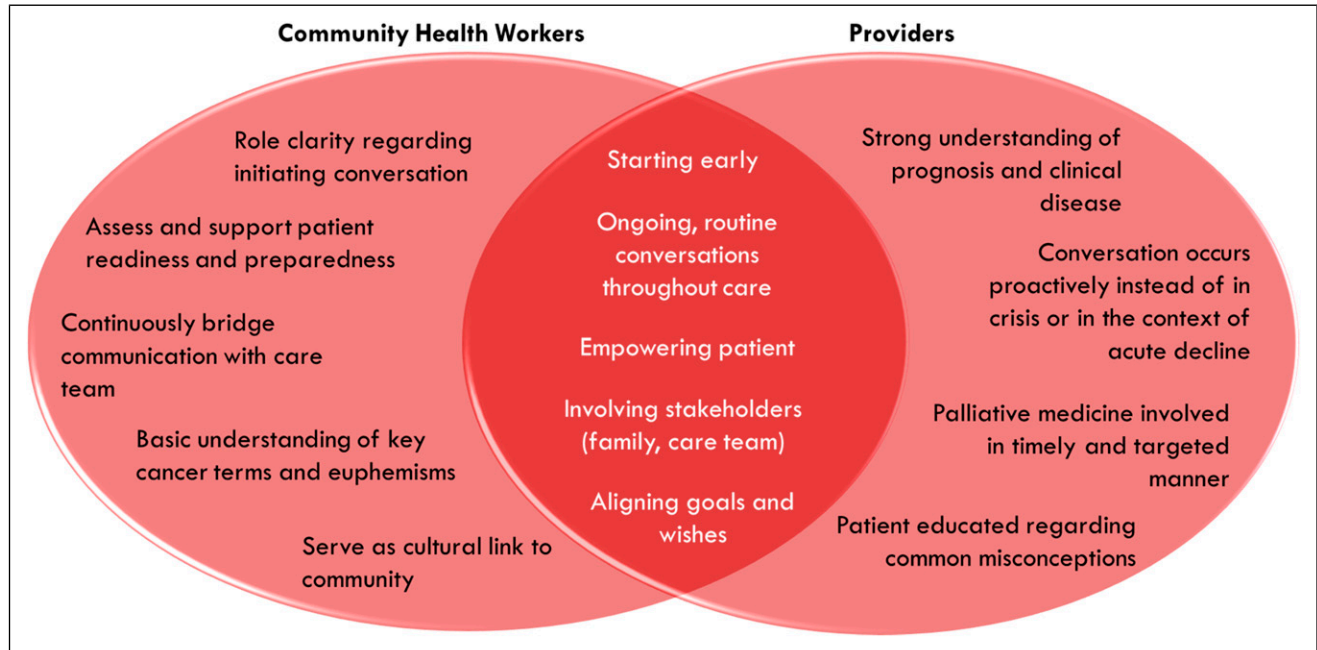 Community Health Workers
Providers
Role clarity regarding
initiating conversation
Assess and support patient
readiness and preparedness
Continuously bridge
communication with care
team
Basic understanding of key
cancer terms and euphemisms
Serve as cultural link to
community
Starting early
Ongoing, routine
conversations
throughout care
Empowering patient
Involving stakeholders
(family, care team)
Aligning goals and
wishes
Strong understanding of
prognosis and clinical
disease
Conversation occurs
proactively instead of in
crisis or in the context of
acute decline
Palliative medicine involved
in timely and targeted
manner
Patient educated regarding
common misconceptions